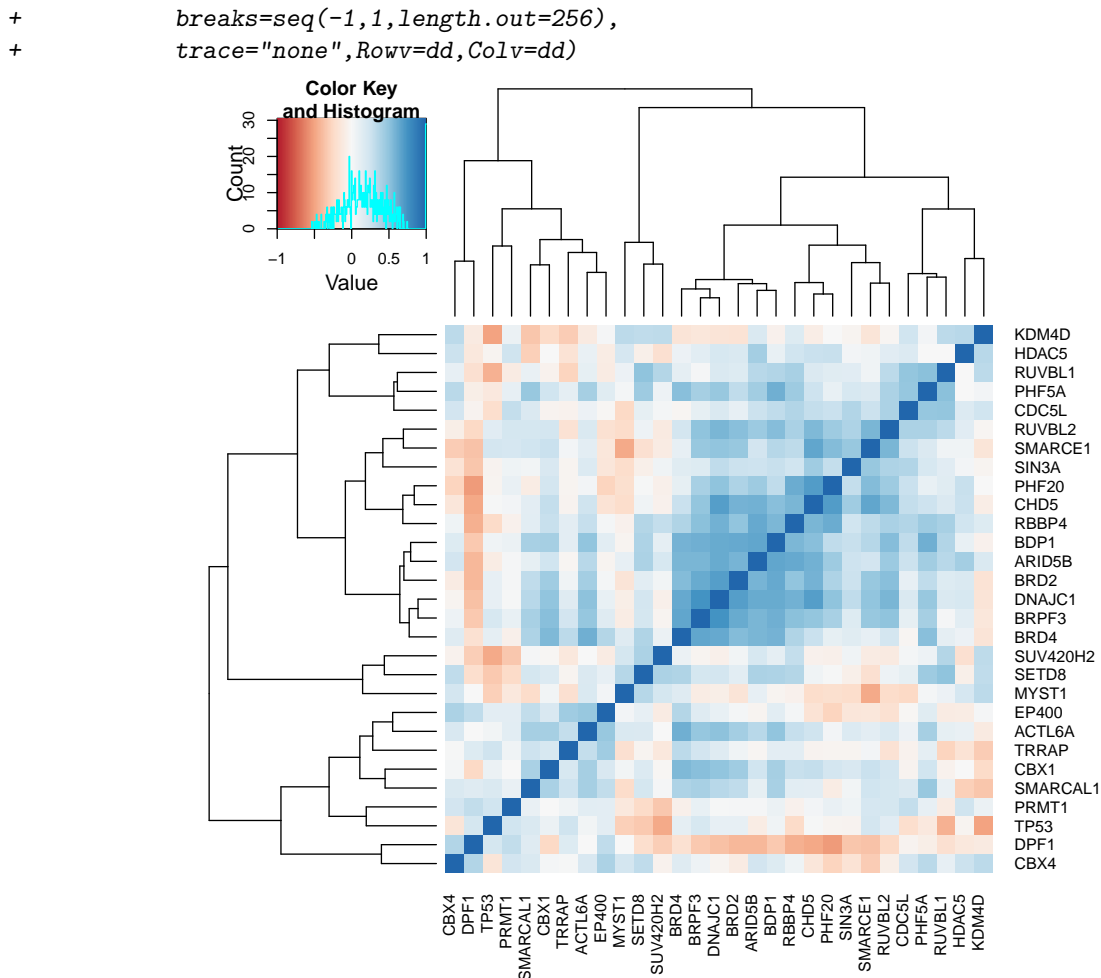 + breaks=seq(-1,1,length.out=256),
+ trace="none",Rowv=dd,Colv=dd)
Color Key
and Histogram
Count
0 10 20 30
-1 0 0.5 1
Value
KDM4D
HDAC5
RUVBL1
PHF5A
CDC5L
RUVBL2
SMARCE1
SIN3A
PHF20
CHD5
RBBP4
BDP1
ARID5B
BRD2
DNAJC1
BRPF3
BRD4
SUV420H2
SETD8
MYST1
EP400
ACTL6A
TRRAP
CBX1
SMARCAL1
PRMT1
TP53
DPF1
CBX4
CBX4
DPF1
TP53
PRMT1
SMARCAL1
CBX1
TRRAP
ACTL6A
EP400
MYST1
SETD8
SUV420H2
BRD4
BRPF3
DNAJC1
BRD2
ARID5B
BDP1
RBBP4
CHD5
PHF20
SIN3A
SMARCE1
RUVBL2
CDC5L
PHF5A
RUVBL1
HDAC5
KDM4D